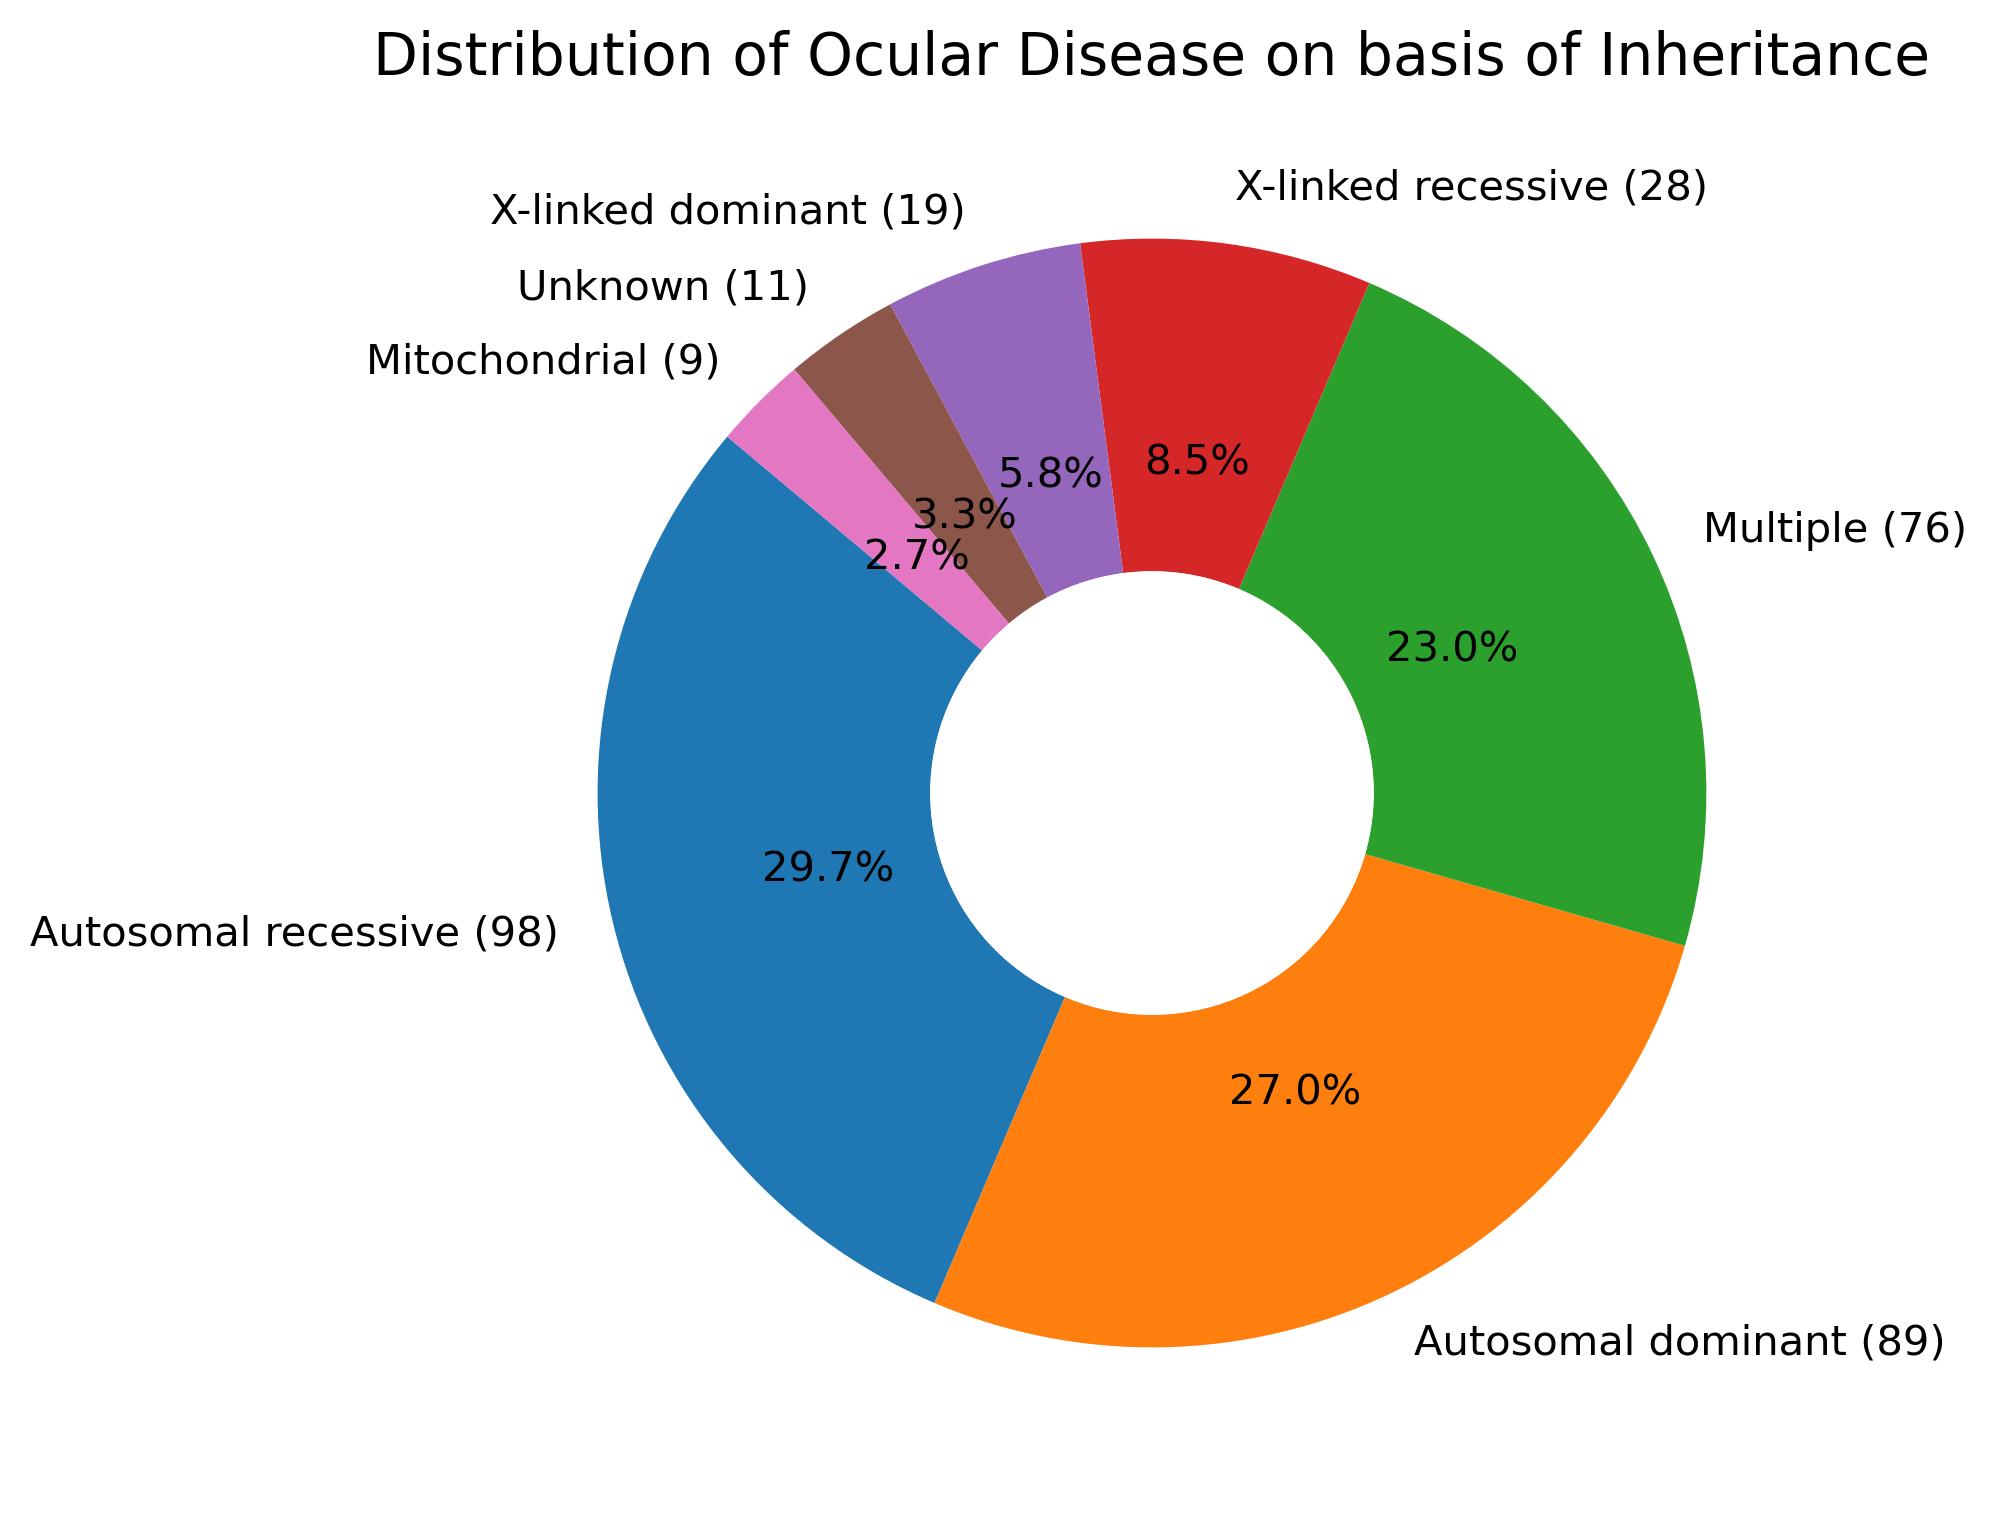 Distribution of Ocular Disease on basis of Inheritance
X-linked recessive (28)
X-linked dominant (19)
Unknown (11)
Mitochondrial (9)
8.5%
5.8%
3.3%
2.7%
Multiple (76)
23.0%
29.7%
Autosomal recessive (98)
27.0%
Autosomal dominant (89)